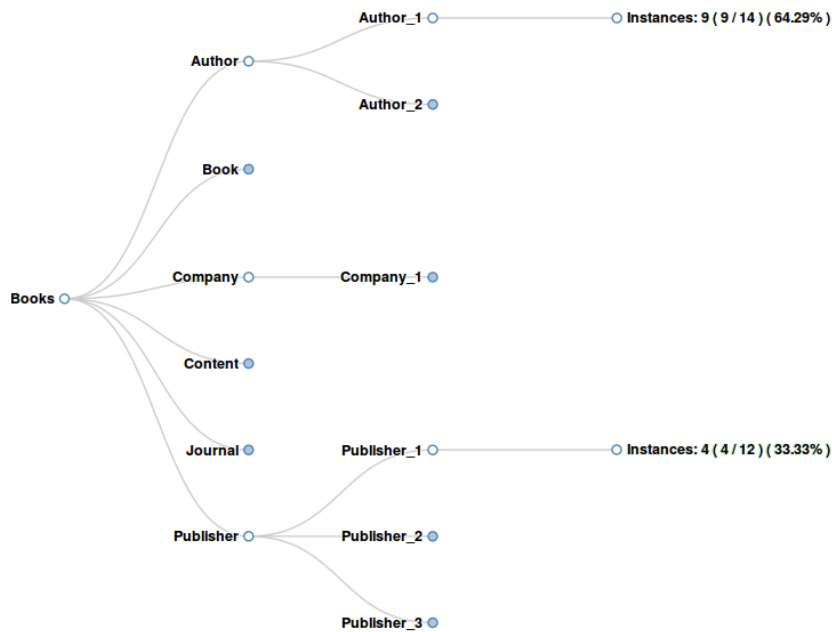 Author_1
Instances: 9 ( 9 / 14 ) ( 64.29% )
Author
Author_2
Book
Company
Company_1
Books
Content
Journal
Publisher_1
Instances: 4 ( 4 / 12 ) ( 33.33% )
Publisher
Publisher_2
Publisher_3